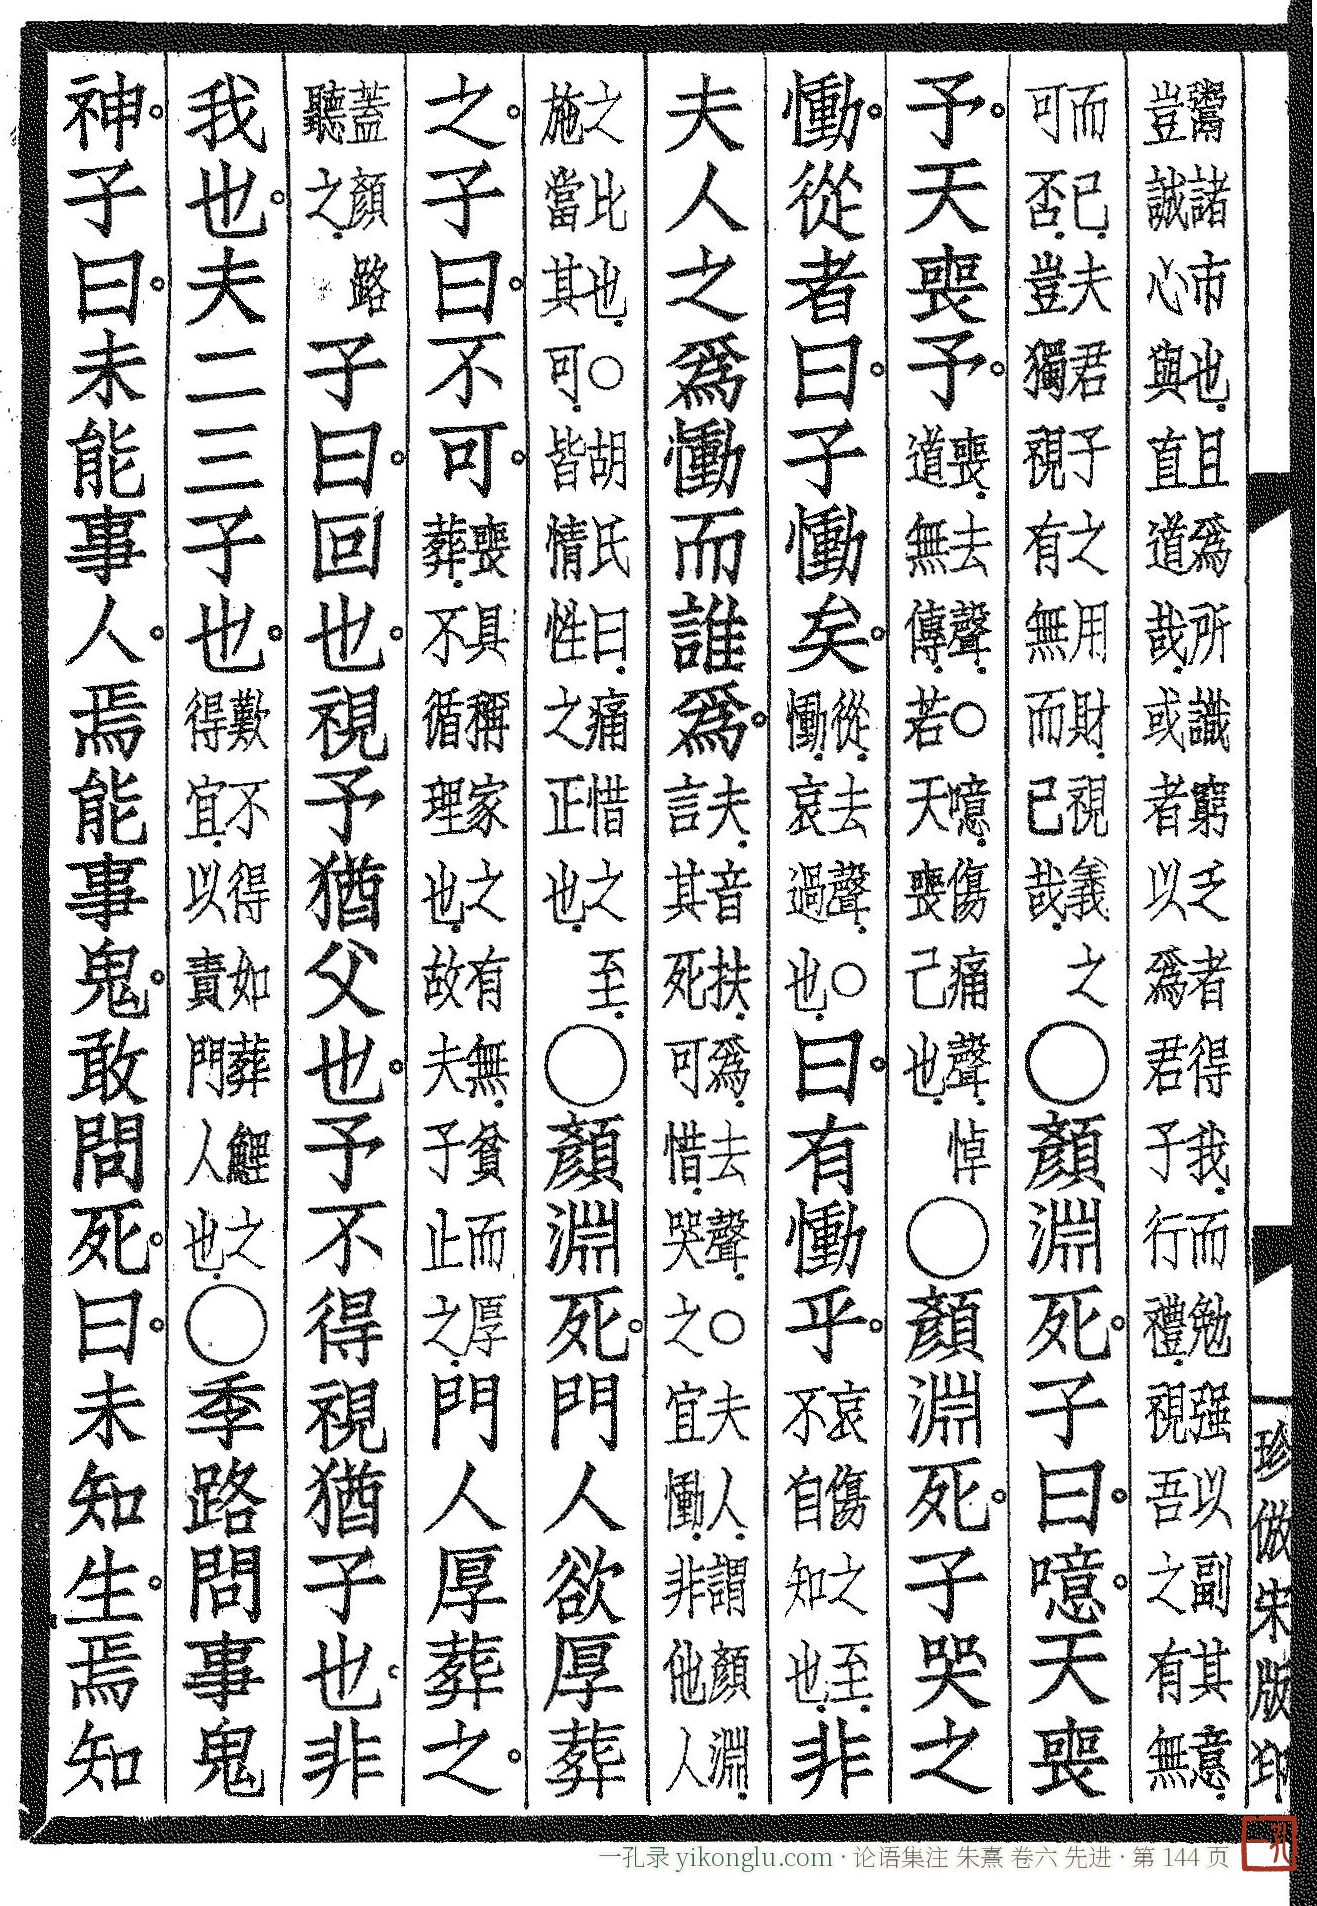 珍倣宋版印
鬻諸市也。且爲所識窮乏者得我。而勉强以副其意。豈誠心與直道哉。或者以爲君子行禮。視吾之有無
而已。夫君子之用財。視義之可否。豈獨視有無而已哉。○顏淵死。子曰。噫。天喪
予。天喪予。喪。去聲。○噫。傷痛聲。悼道無傳。若天喪己也。○顏淵死。子哭之
慟。從者曰。子慟矣。從。去聲。○慟。哀過也。曰。有慟乎。哀傷之至。不自知也。非
夫人之爲慟而誰爲。夫。音扶。爲。去聲。○夫人。謂顏淵。言其死可惜。哭之宜慟。非他人
之比也。○胡氏曰。痛惜之至。施當其可。皆情性之正也。○顏淵死。門人欲厚葬
之。子曰。不可。喪具稱家之有無。貧而厚葬。不循理也。故夫子止之。門人厚葬之。
蓋顏路聽之。子曰。回也。視予猶父也。予不得視猶子也。非
我也。夫二三子也。歎不得如葬鯉之得宜。以責門人也。○季路問事鬼
神。子曰。未能事人。焉能事鬼。敢問死。曰。未知生。焉知
一孔录 yikonglu.com · 论语集注 朱熹 卷六 先进 · 第 144 页
一孔